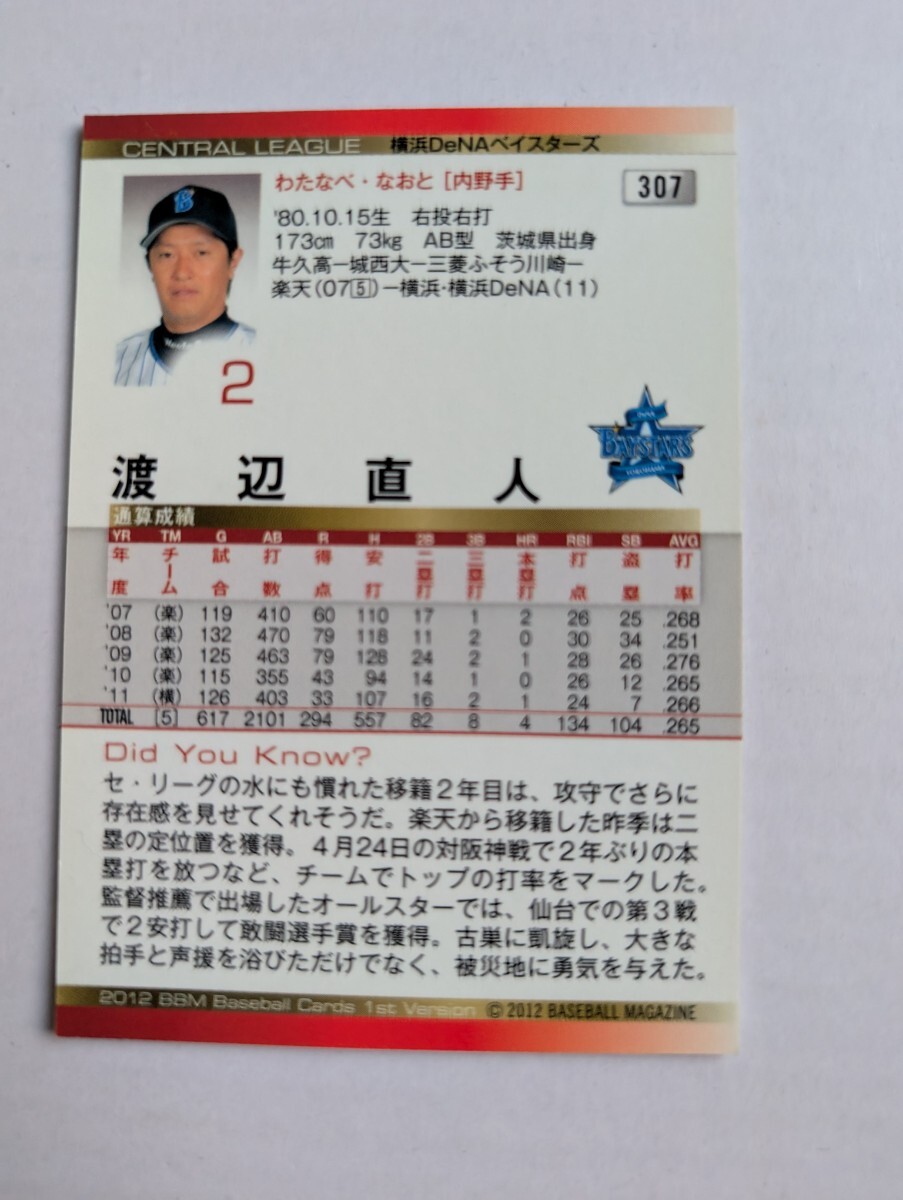 CENTRAL LEAGUE 横浜DeNAベイスターズ
わたなべ・なおと [内野手] 307
'80.10.15生 右投右打
173cm 73kg AB型 茨城県出身
牛久高ー城西大ー三菱ふそう川崎ー
楽天(07[5])ー横浜・横浜DeNA(11)
2
BAYSTARS
YOKOHAMA
渡辺直人
通算成績
YR TM G AB R H 2B 3B HR RBI SB AVG
年度 チーム 試合 打数 得点 安打 二塁打 三塁打 本塁打 打点 盗塁 打率
'07 (楽) 119 410 60 110 17 1 2 26 25 .268
'08 (楽) 132 470 79 118 11 2 0 30 34 .251
'09 (楽) 125 463 79 128 24 2 1 28 26 .276
'10 (楽) 115 355 43 94 14 1 0 26 12 .265
'11 (横) 126 403 33 107 16 2 1 24 7 .266
TOTAL [5] 617 2101 294 557 82 8 4 134 104 .265
Did You Know?
セ・リーグの水にも慣れた移籍2年目は、攻守でさらに
存在感を見せてくれそうだ。楽天から移籍した昨季は二
塁の定位置を獲得。4月24日の対阪神戦で2年ぶりの本
塁打を放つなど、チームでトップの打率をマークした。
監督推薦で出場したオールスターでは、仙台での第3戦
で2安打して敢闘選手賞を獲得。古巣に凱旋し、大きな
拍手と声援を浴びただけでなく、被災地に勇気を与えた。
2012 BBM Baseball Cards 1st Version © 2012 BASEBALL MAGAZINE